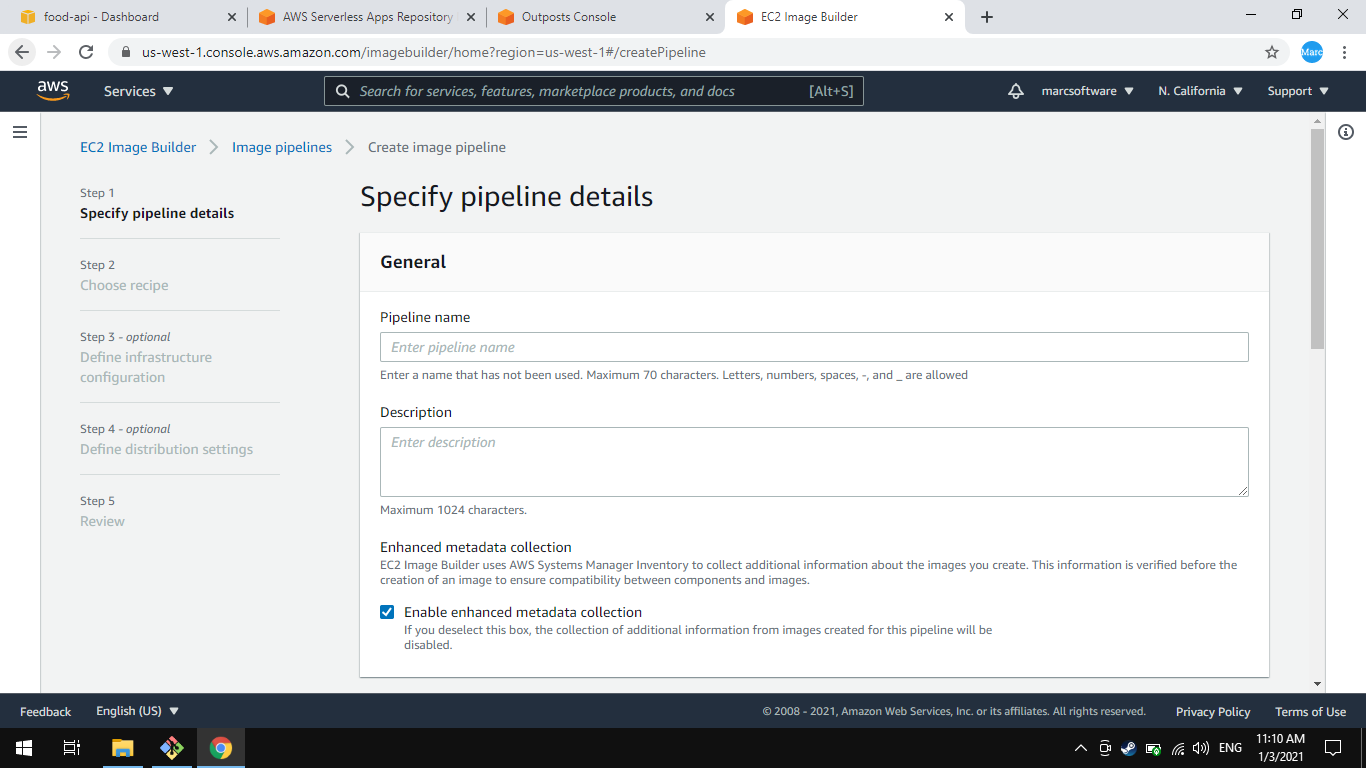 food-api - Dashboard
AWS Serverless Apps Repository
Outposts Console
EC2 Image Builder
us-west-1.console.aws.amazon.com/imagebuilder/home?region=us-west-1#/createPipeline
Marc
aws
Services
Search for services, features, marketplace products, and docs
[Alt+S]
marcsoftware
N. California
Support
EC2 Image Builder
Image pipelines
Create image pipeline
Step 1
Specify pipeline details
Step 2
Choose recipe
Step 3 - optional
Define infrastructure
configuration
Step 4 - optional
Define distribution settings
Step 5
Review
Specify pipeline details
General
Pipeline name
Enter pipeline name
Enter a name that has not been used. Maximum 70 characters. Letters, numbers, spaces, -, and _ are allowed
Description
Enter description
Maximum 1024 characters.
Enhanced metadata collection
EC2 Image Builder uses AWS Systems Manager Inventory to collect additional information about the images you create. This information is verified before the
creation of an image to ensure compatibility between components and images.
Enable enhanced metadata collection
If you deselect this box, the collection of additional information from images created for this pipeline will be
disabled.
Feedback
English (US)
© 2008 - 2021, Amazon Web Services, Inc. or its affiliates. All rights reserved.
Privacy Policy
Terms of Use
ENG
11:10 AM
1/3/2021